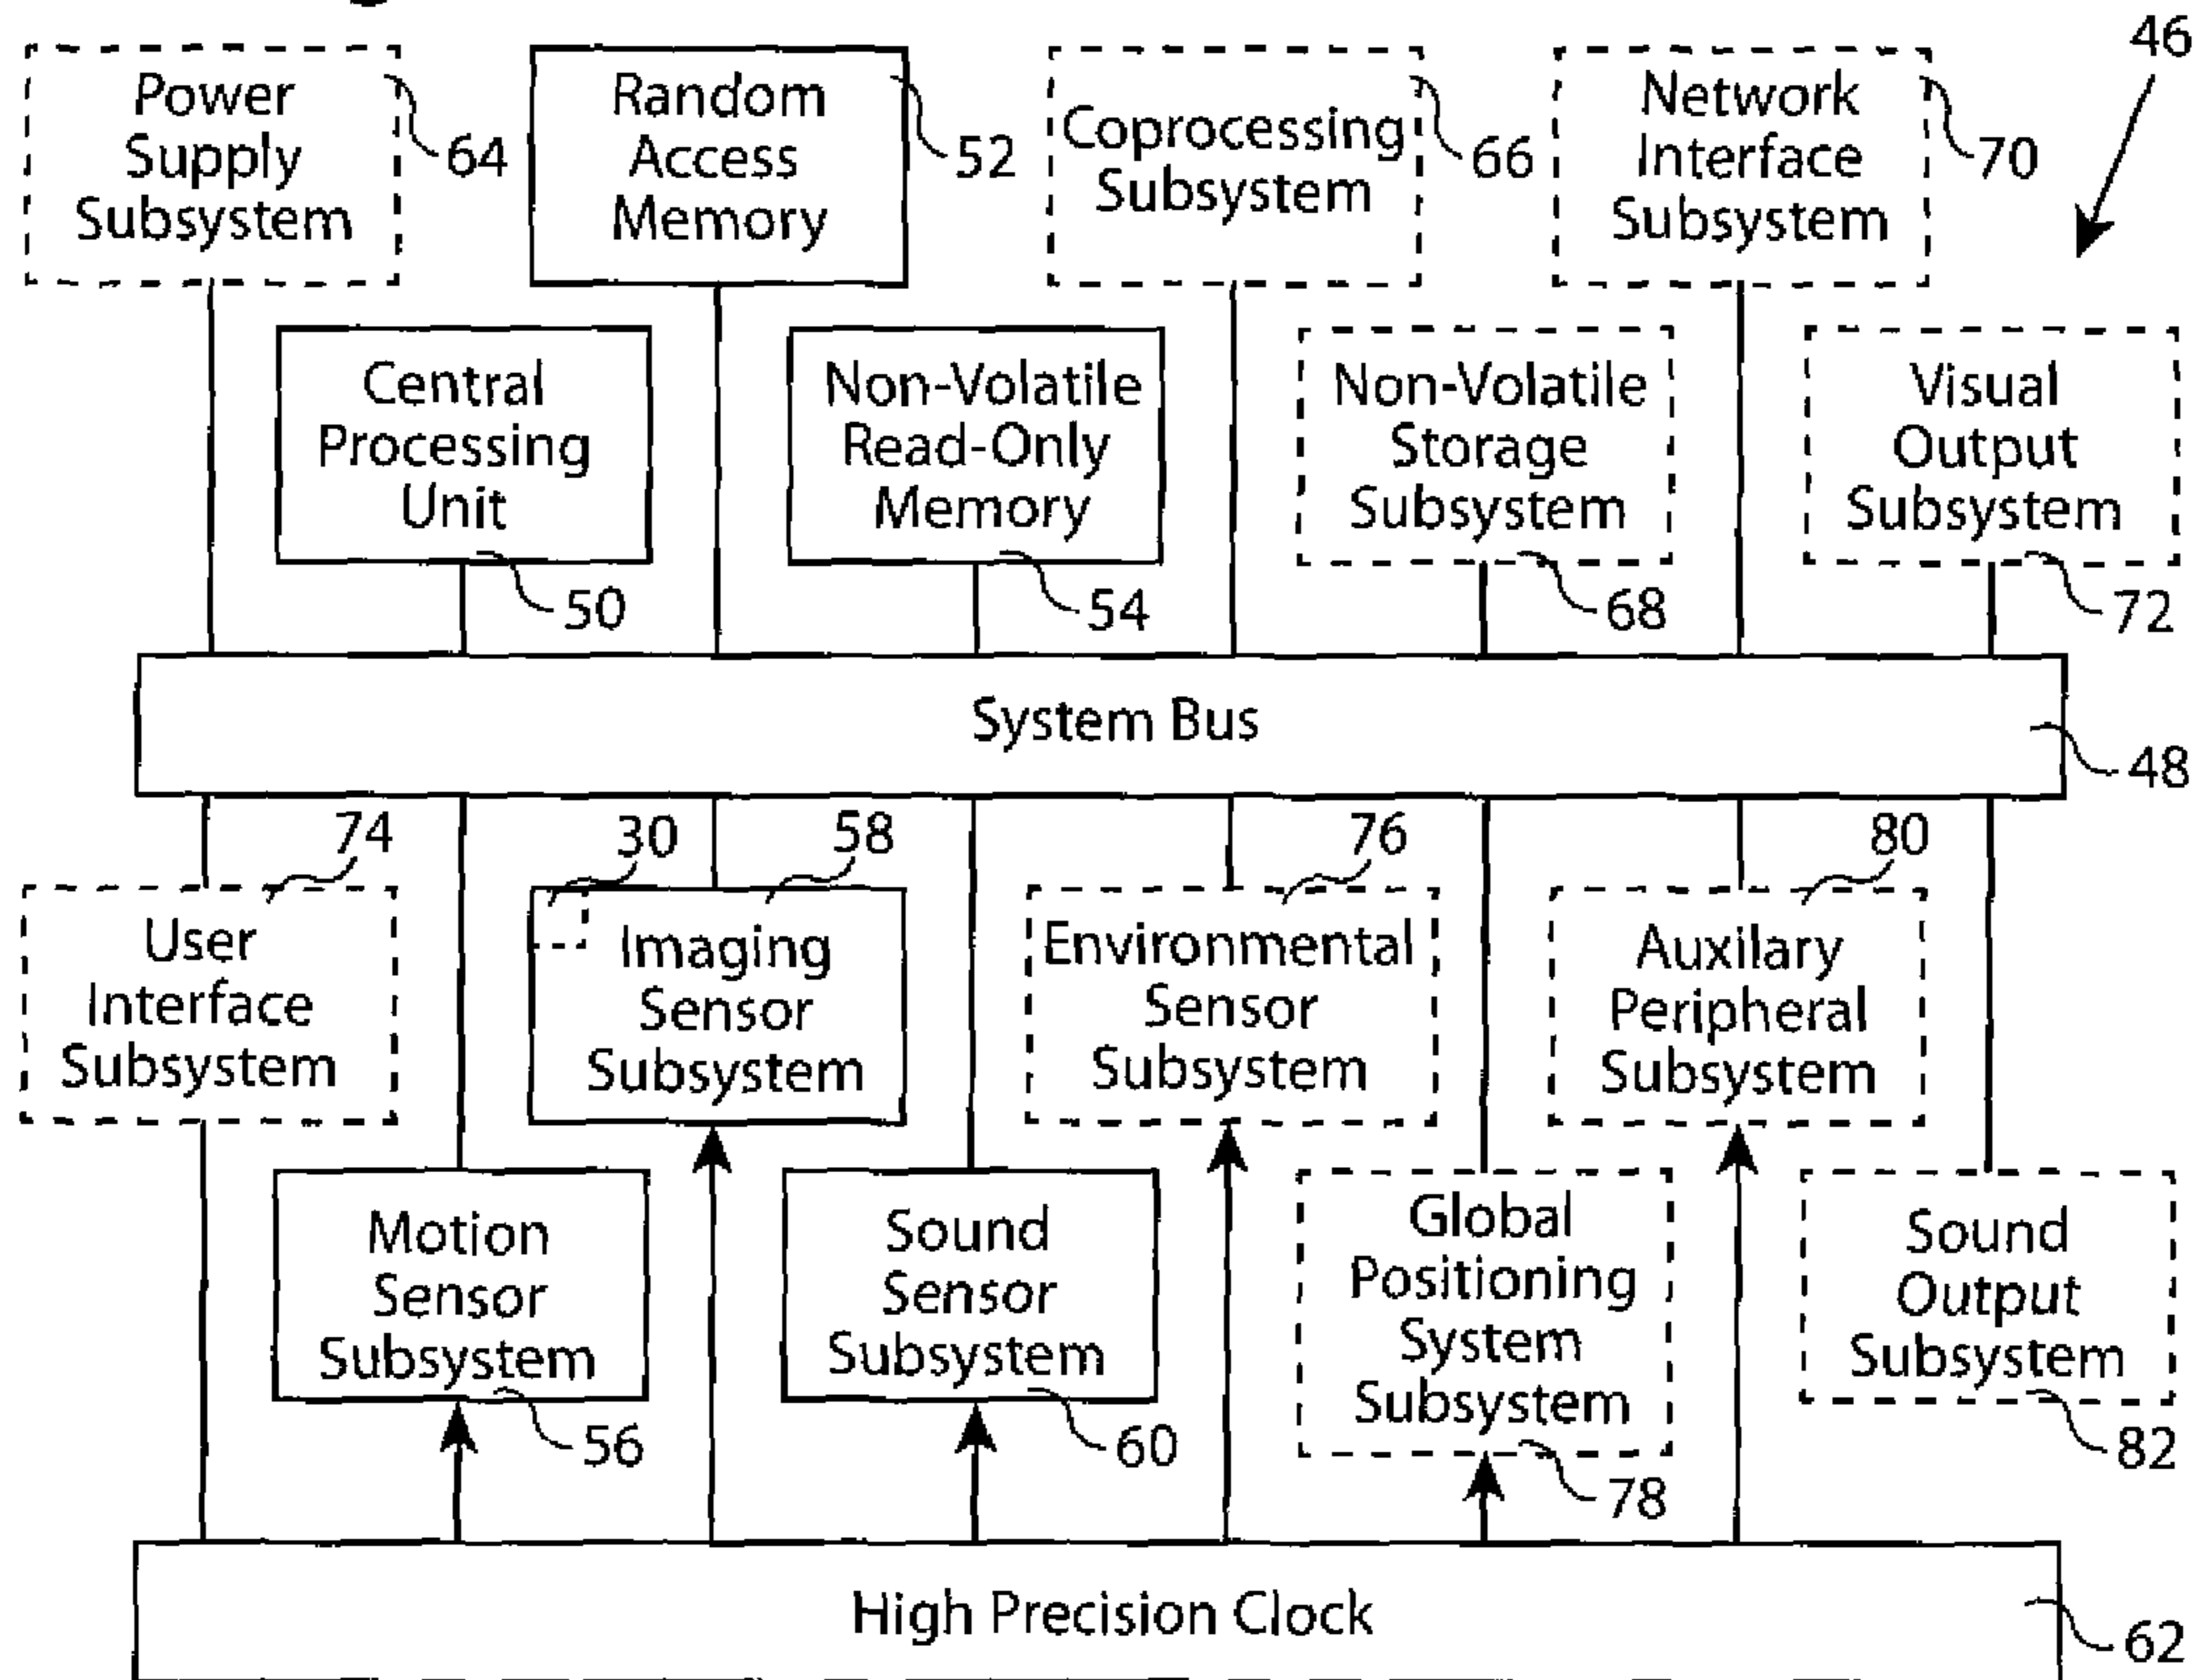 46
Power
Supply
Subsystem
64
Random
Access
Memory
52
Coprocessing
Subsystem
66
Network
Interface
Subsystem
70
Central
Processing
Unit
50
Non-Volatile
Read-Only
Memory
54
Non-Volatile
Storage
Subsystem
68
Visual
Output
Subsystem
72
System Bus
48
74
User
Interface
Subsystem
30
58
Imaging
Sensor
Subsystem
76
Environmental
Sensor
Subsystem
80
Auxilary
Peripheral
Subsystem
Motion
Sensor
Subsystem
56
Sound
Sensor
Subsystem
60
Global
Positioning
System
Subsystem
78
Sound
Output
Subsystem
82
High Precision Clock
62